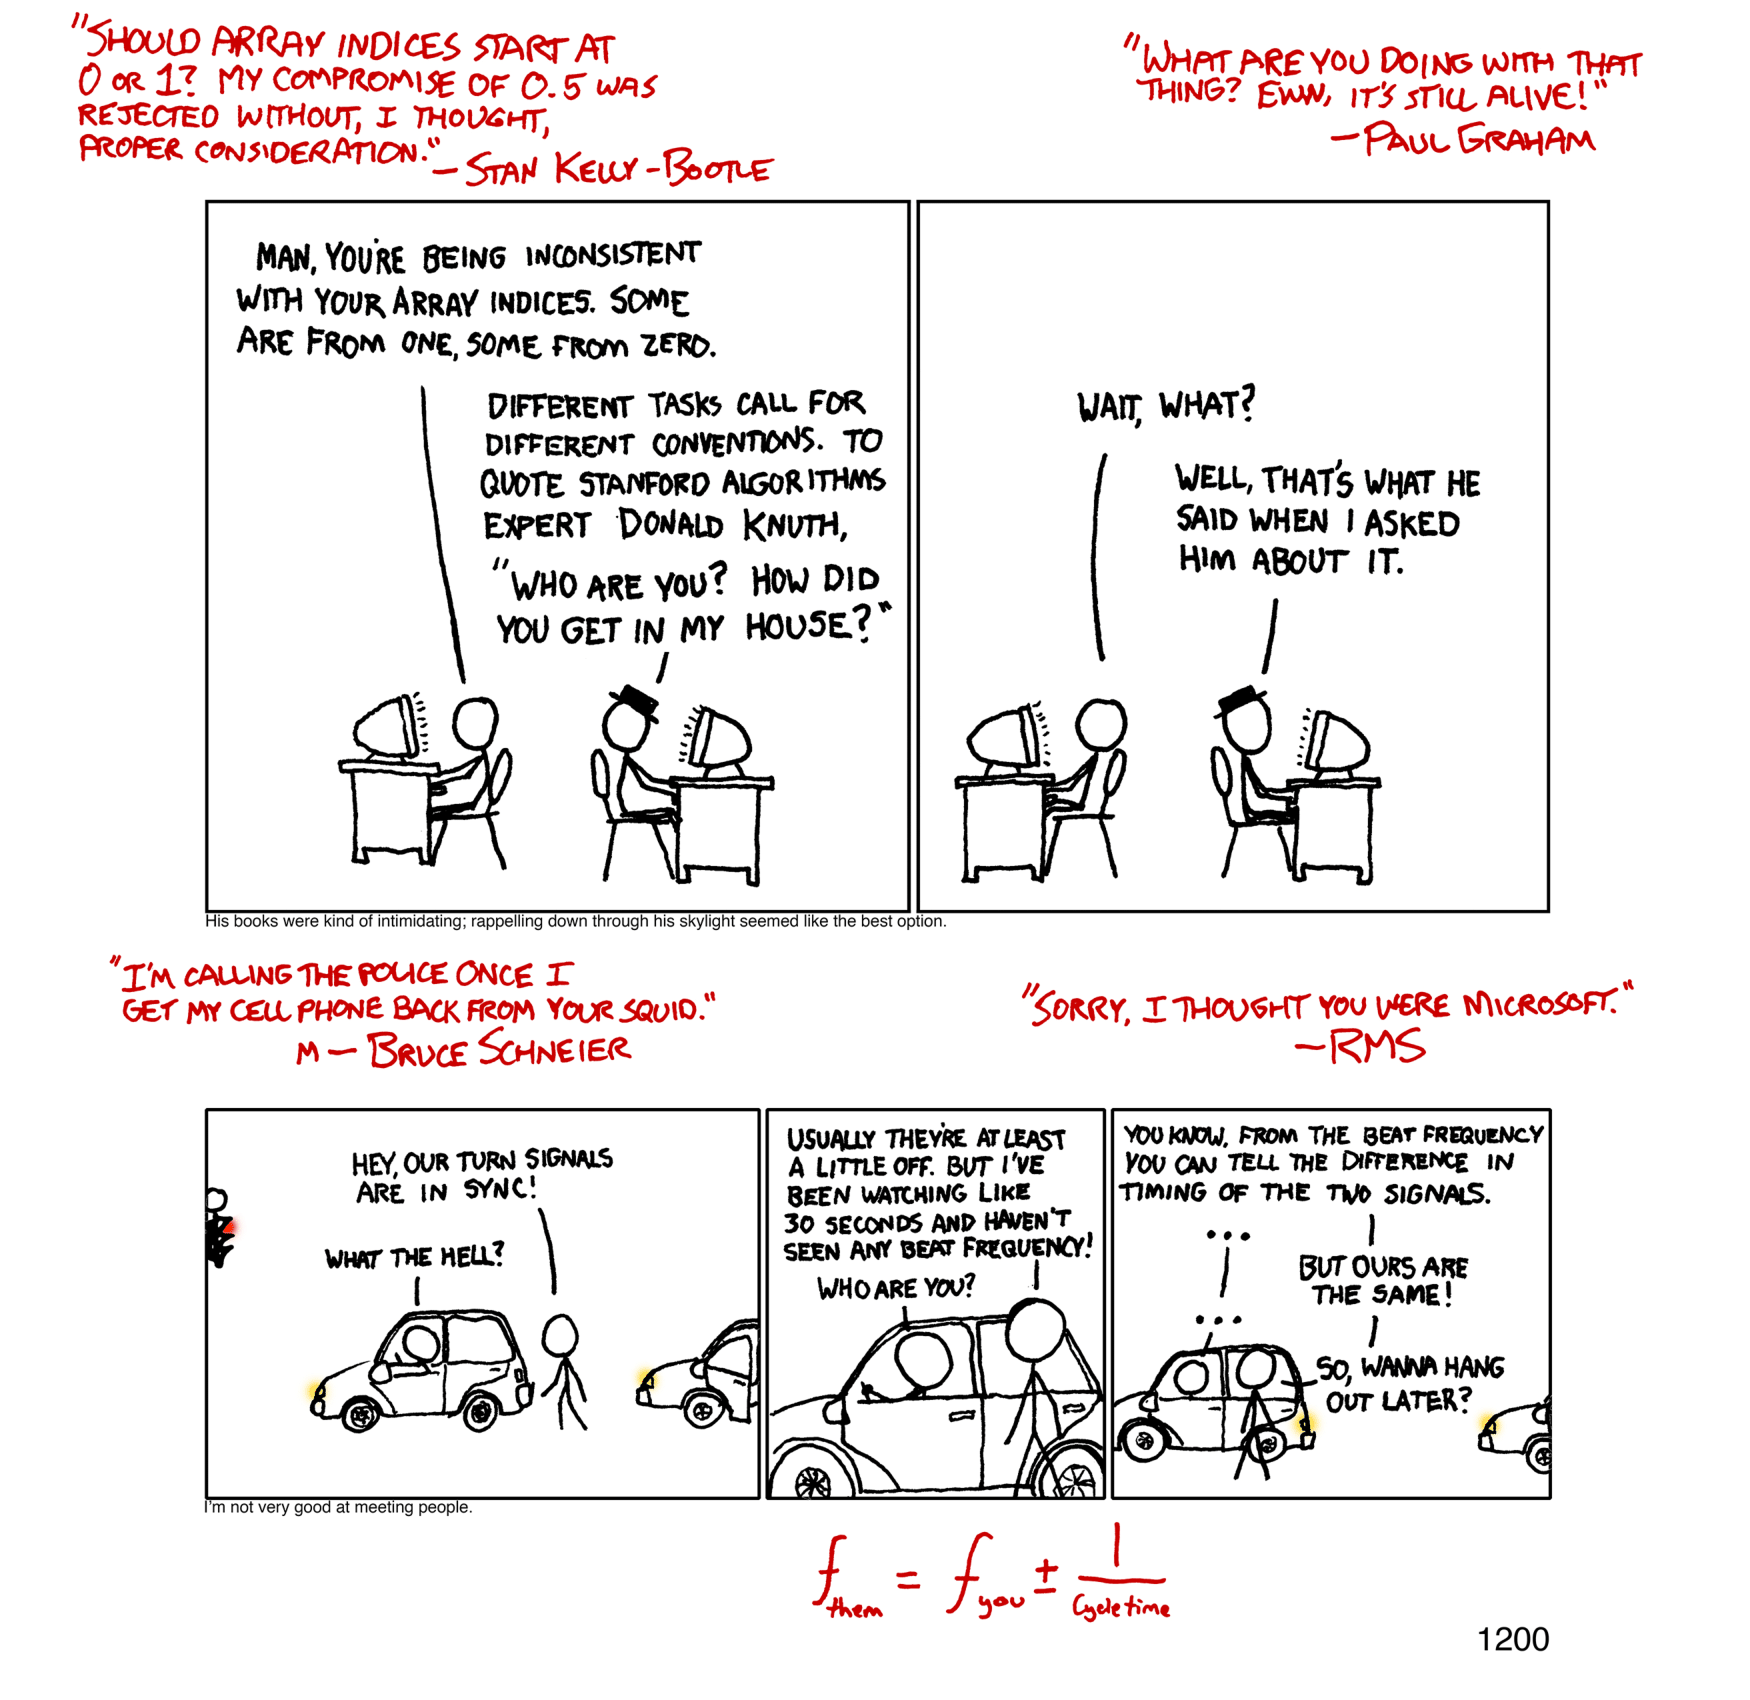 "SHOULD ARRAY INDICES START AT
0 OR 1? MY COMPROMISE OF 0.5 WAS
REJECTED WITHOUT, I THOUGHT,
PROPER CONSIDERATION."
—STAN KELLY-BOOTLE
"WHAT ARE YOU DOING WITH THAT
THING? EWW, IT'S STILL ALIVE!"
—PAUL GRAHAM
MAN, YOU'RE BEING INCONSISTENT
WITH YOUR ARRAY INDICES. SOME
ARE FROM ONE, SOME FROM ZERO.
DIFFERENT TASKS CALL FOR
DIFFERENT CONVENTIONS. TO
QUOTE STANFORD ALGORITHMS
EXPERT DONALD KNUTH,
"WHO ARE YOU? HOW DID
YOU GET IN MY HOUSE?"
WAIT, WHAT?
WELL, THAT'S WHAT HE
SAID WHEN I ASKED
HIM ABOUT IT.
His books were kind of intimidating; rappelling down through his skylight seemed like the best option.
"I'M CALLING THE POLICE ONCE I
GET MY CELL PHONE BACK FROM YOUR SQUID."
M — BRUCE SCHNEIER
"SORRY, I THOUGHT YOU WERE MICROSOFT."
—RMS
HEY, OUR TURN SIGNALS
ARE IN SYNC!
WHAT THE HELL?
USUALLY THEY'RE AT LEAST
A LITTLE OFF. BUT I'VE
BEEN WATCHING LIKE
30 SECONDS AND HAVEN'T
SEEN ANY BEAT FREQUENCY!
WHO ARE YOU?
YOU KNOW, FROM THE BEAT FREQUENCY
YOU CAN TELL THE DIFFERENCE IN
TIMING OF THE TWO SIGNALS.
...
BUT OURS ARE
THE SAME!
...
SO, WANNA HANG
OUT LATER?
I'm not very good at meeting people.
f them = f you ± 1 / Cycle time
1200